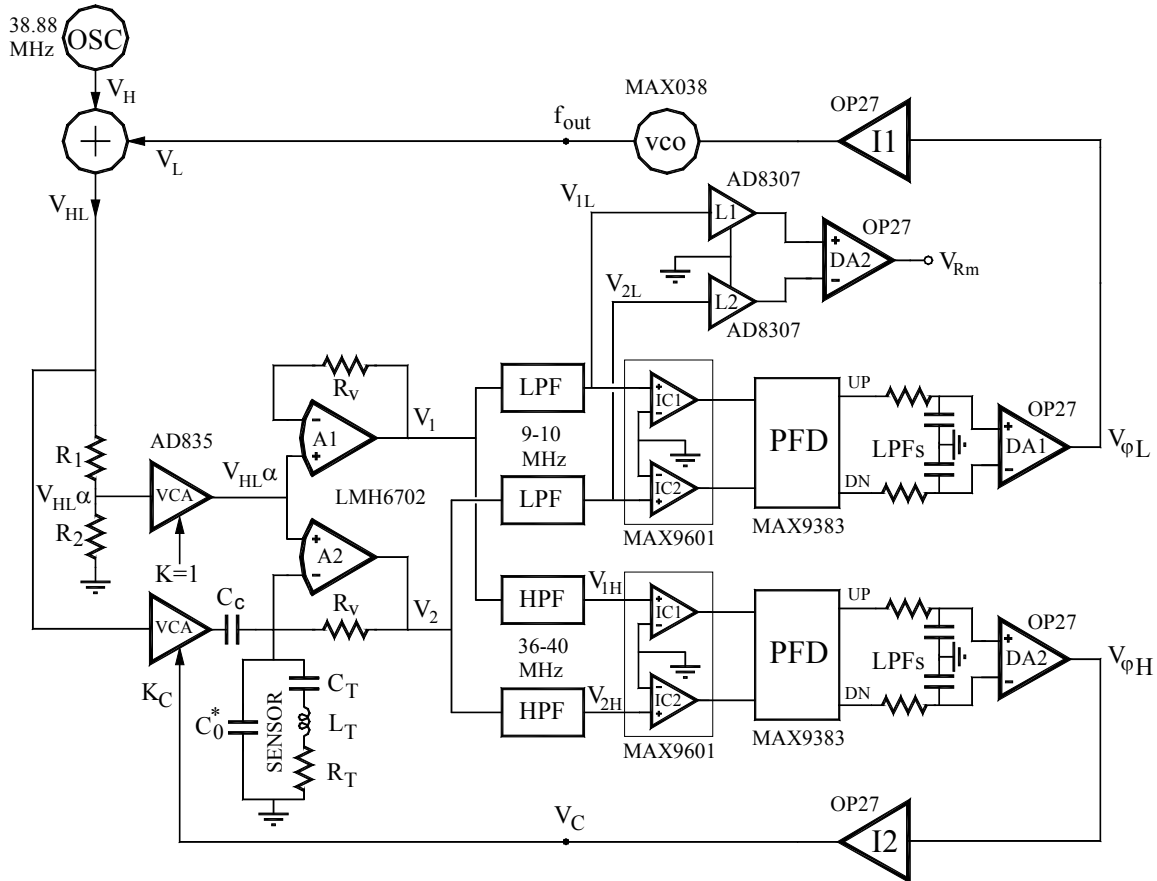 38.88
MHz
OSC
V_H
+
V_L
V_HL
f_out
MAX038
vco
OP27
I1
V_1L
AD8307
L1
OP27
+
DA2
−
V_Rm
V_2L
L2
AD8307
R_v
−
A1
+
V_1
LPF
9-10
MHz
LPF
+
IC1
−
−
IC2
+
MAX9601
PFD
UP
DN
MAX9383
LPFs
OP27
+
DA1
−
V_φL
R_1
V_HLα
R_2
AD835
VCA
K=1
V_HLα
LMH6702
+
A2
−
V_2
R_v
VCA
C_c
K_C
C_0^*
SENSOR
C_T
L_T
R_T
HPF
36-40
MHz
HPF
V_1H
V_2H
+
IC1
−
−
IC2
+
MAX9601
PFD
UP
DN
MAX9383
LPFs
OP27
+
DA2
−
V_φH
V_C
OP27
I2